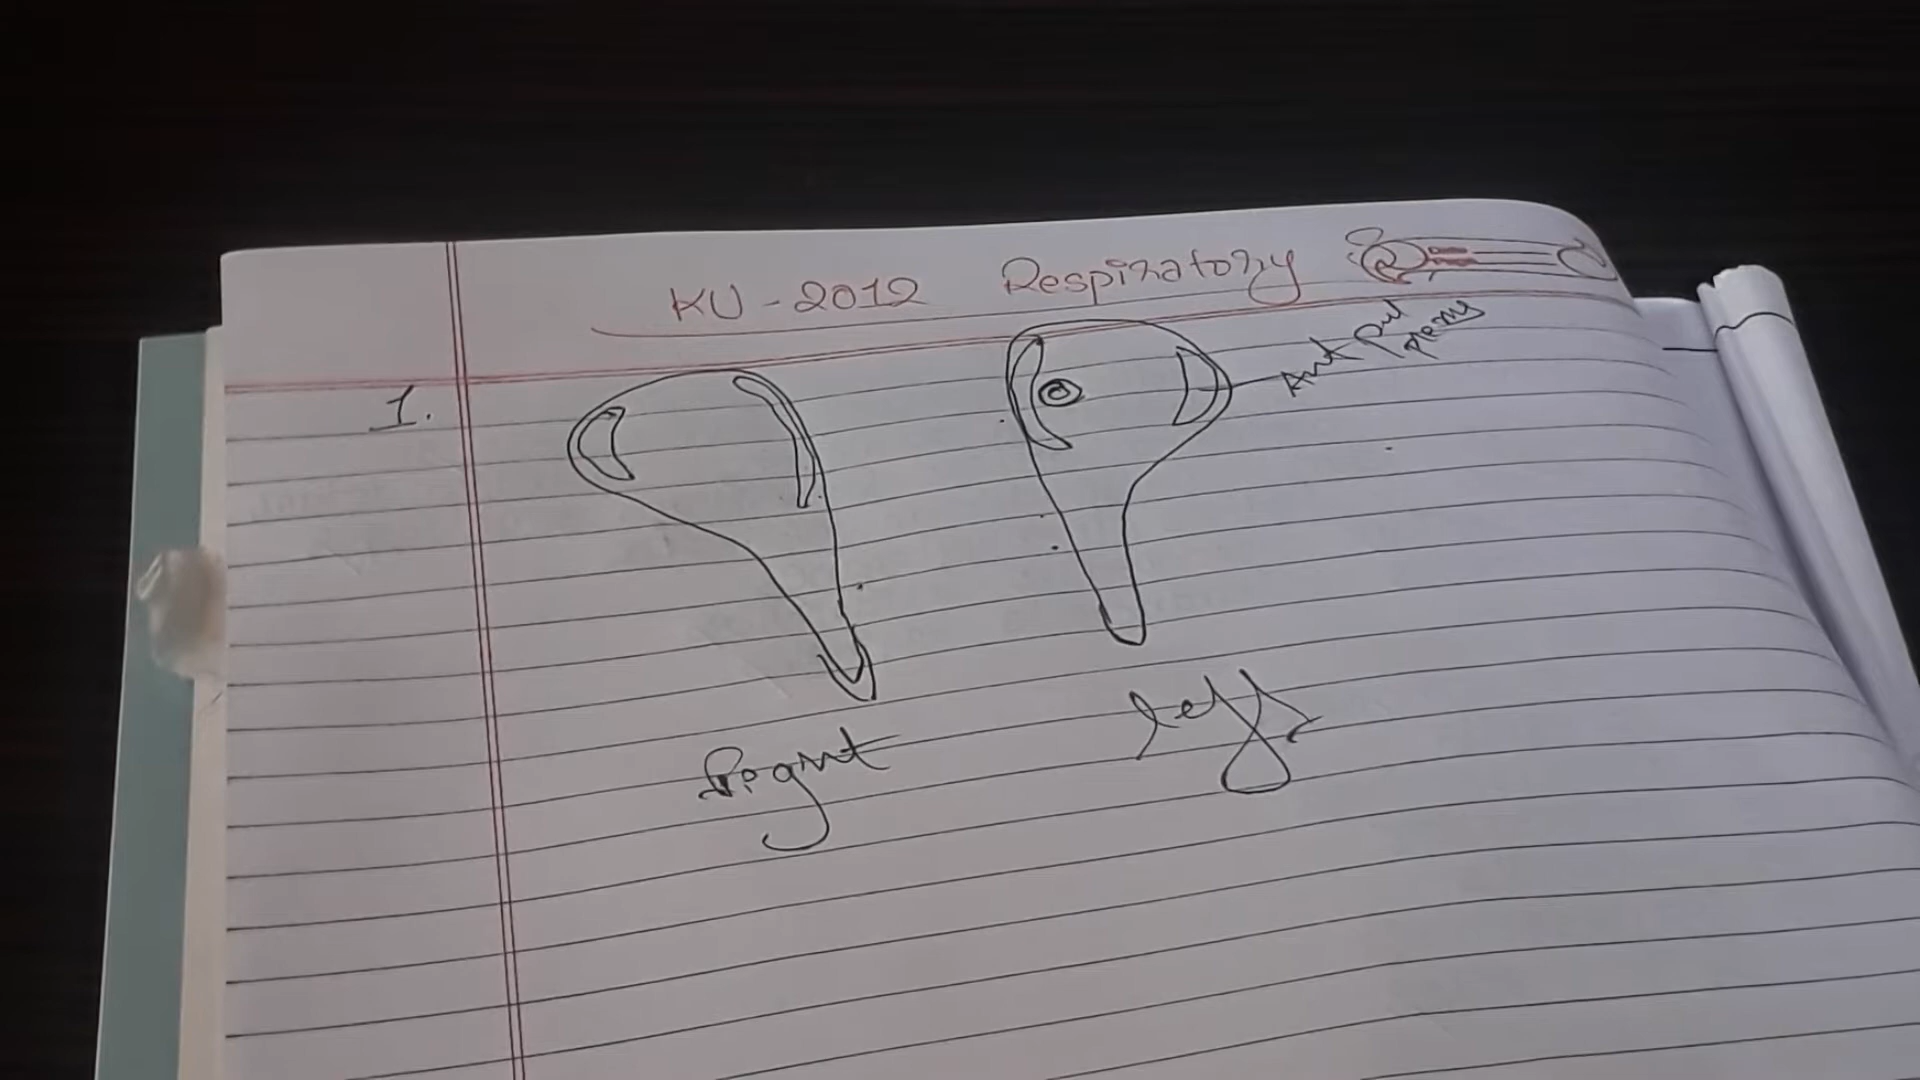 KU - 2012 Respiratory
Ant pul
plexus
1.
Right
left